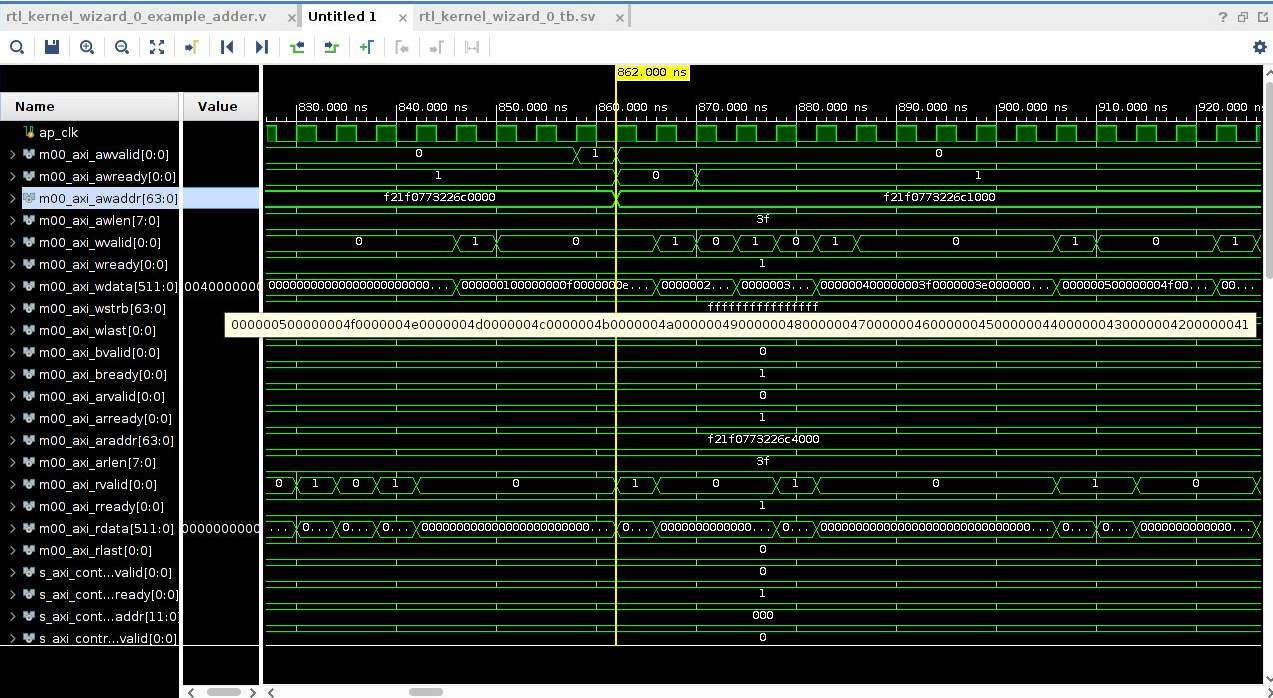 rtl_kernel_wizard_0_example_adder.v × Untitled 1 × rtl_kernel_wizard_0_tb.sv ×
862.000 ns
Name Value 830.000 ns 840.000 ns 850.000 ns 860.000 ns 870.000 ns 880.000 ns 890.000 ns 900.000 ns 910.000 ns 920.000 ns
ap_clk
m00_axi_awvalid[0:0] 0 1 0
m00_axi_awready[0:0] 1 0 1
m00_axi_awaddr[63:0] f21f0773226c0000 f21f0773226c1000
m00_axi_awlen[7:0] 3f
m00_axi_wvalid[0:0] 0 1 0 1 0 1 0 1 0 1 0 1
m00_axi_wready[0:0] 1
m00_axi_wdata[511:0] 0040000000 00000000000000000000000... 000000100000000f0000000e... 0000002... 0000003... 000000400000003f0000003e000000... 000000500000004f00... 00...
m00_axi_wstrb[63:0] ffffffffffffffff
m00_axi_wlast[0:0]
000000500000004f0000004e0000004d0000004c0000004b0000004a000000490000004800000047000000460000004500000044000000430000004200000041
m00_axi_bvalid[0:0] 0
m00_axi_bready[0:0] 1
m00_axi_arvalid[0:0] 0
m00_axi_arready[0:0] 1
m00_axi_araddr[63:0] f21f0773226c4000
m00_axi_arlen[7:0] 3f
m00_axi_rvalid[0:0] 0 1 0 1 0 1 0 1 0 1 0
m00_axi_rready[0:0] 1
m00_axi_rdata[511:0] 0000000000 0... 0... 0... 00000000000000000000000... 0... 000000000000... 0... 00000000000000000000000000000... 0... 0... 0000000000000...
m00_axi_rlast[0:0] 0
s_axi_cont...valid[0:0] 0
s_axi_cont...ready[0:0] 1
s_axi_cont...addr[11:0] 000
s_axi_contr...valid[0:0] 0